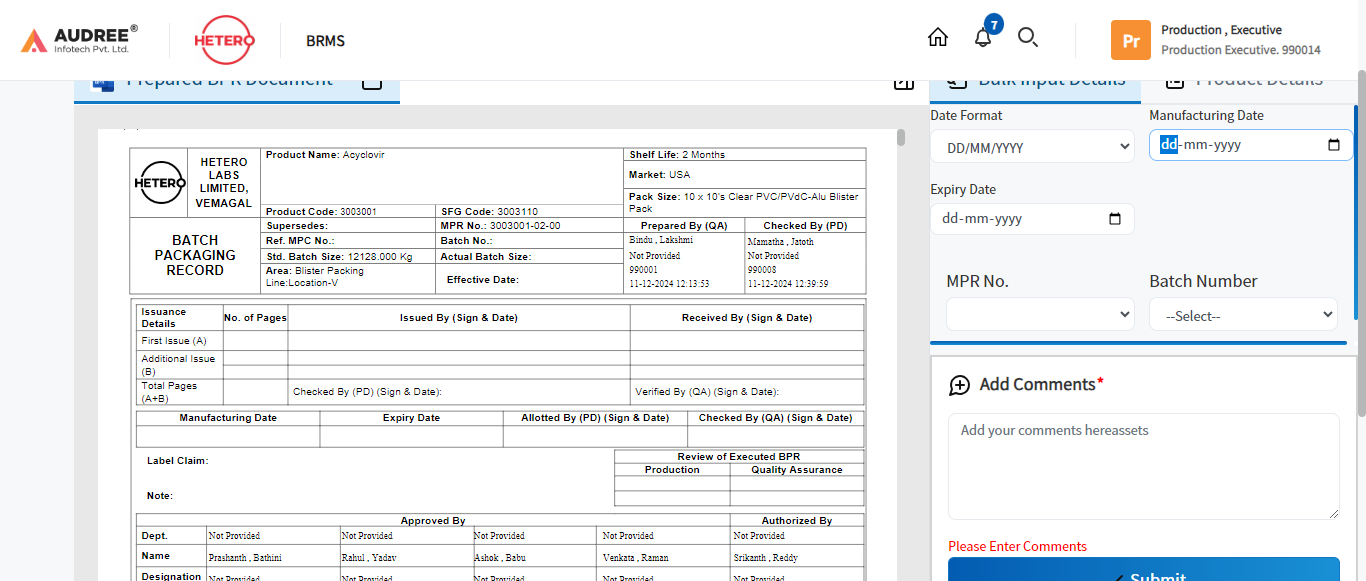 AUDREE®
Infotech Pvt. Ltd.
HETERO
BRMS
7
Pr
Production , Executive
Production Executive. 990014
Prepared BPR Document
Bulk Input Details
Product Details
Date Format
Manufacturing Date
DD/MM/YYYY
dd-mm-yyyy
Expiry Date
dd-mm-yyyy
MPR No.
Batch Number
--Select--
Add Comments*
Add your comments hereassets
Please Enter Comments
Submit
HETERO
HETERO
LABS
LIMITED,
VEMAGAL
Product Name: Acyclovir
Shelf Life: 2 Months
Market: USA
Pack Size: 10 x 10's Clear PVC/PVdC-Alu Blister
Pack
Product Code: 3003001
SFG Code: 3003110
BATCH
PACKAGING
RECORD
Supersedes:
MPR No.: 3003001-02-00
Prepared By (QA)
Checked By (PD)
Ref. MPC No.:
Batch No.:
Bindu , Lakshmi
Not Provided
990001
11-12-2024 12:13:53
Mamatha , Jatoth
Not Provided
990008
11-12-2024 12:39:59
Std. Batch Size: 12128.000 Kg
Actual Batch Size:
Area: Blister Packing
Line:Location-V
Effective Date:
Issuance
Details
No. of Pages
Issued By (Sign & Date)
Received By (Sign & Date)
First Issue (A)
Additional Issue
(B)
Total Pages
(A+B)
Checked By (PD) (Sign & Date):
Verified By (QA) (Sign & Date):
Manufacturing Date
Expiry Date
Allotted By (PD) (Sign & Date)
Checked By (QA) (Sign & Date)
Label Claim:
Review of Executed BPR
Production
Quality Assurance
Note:
Approved By
Authorized By
Dept.
Not Provided
Not Provided
Not Provided
Not Provided
Not Provided
Name
Prashanth , Bathini
Rahul , Yadav
Ashok , Babu
Venkata , Raman
Srikanth , Reddy
Designation
Not Provided
Not Provided
Not Provided
Not Provided
Not Provided